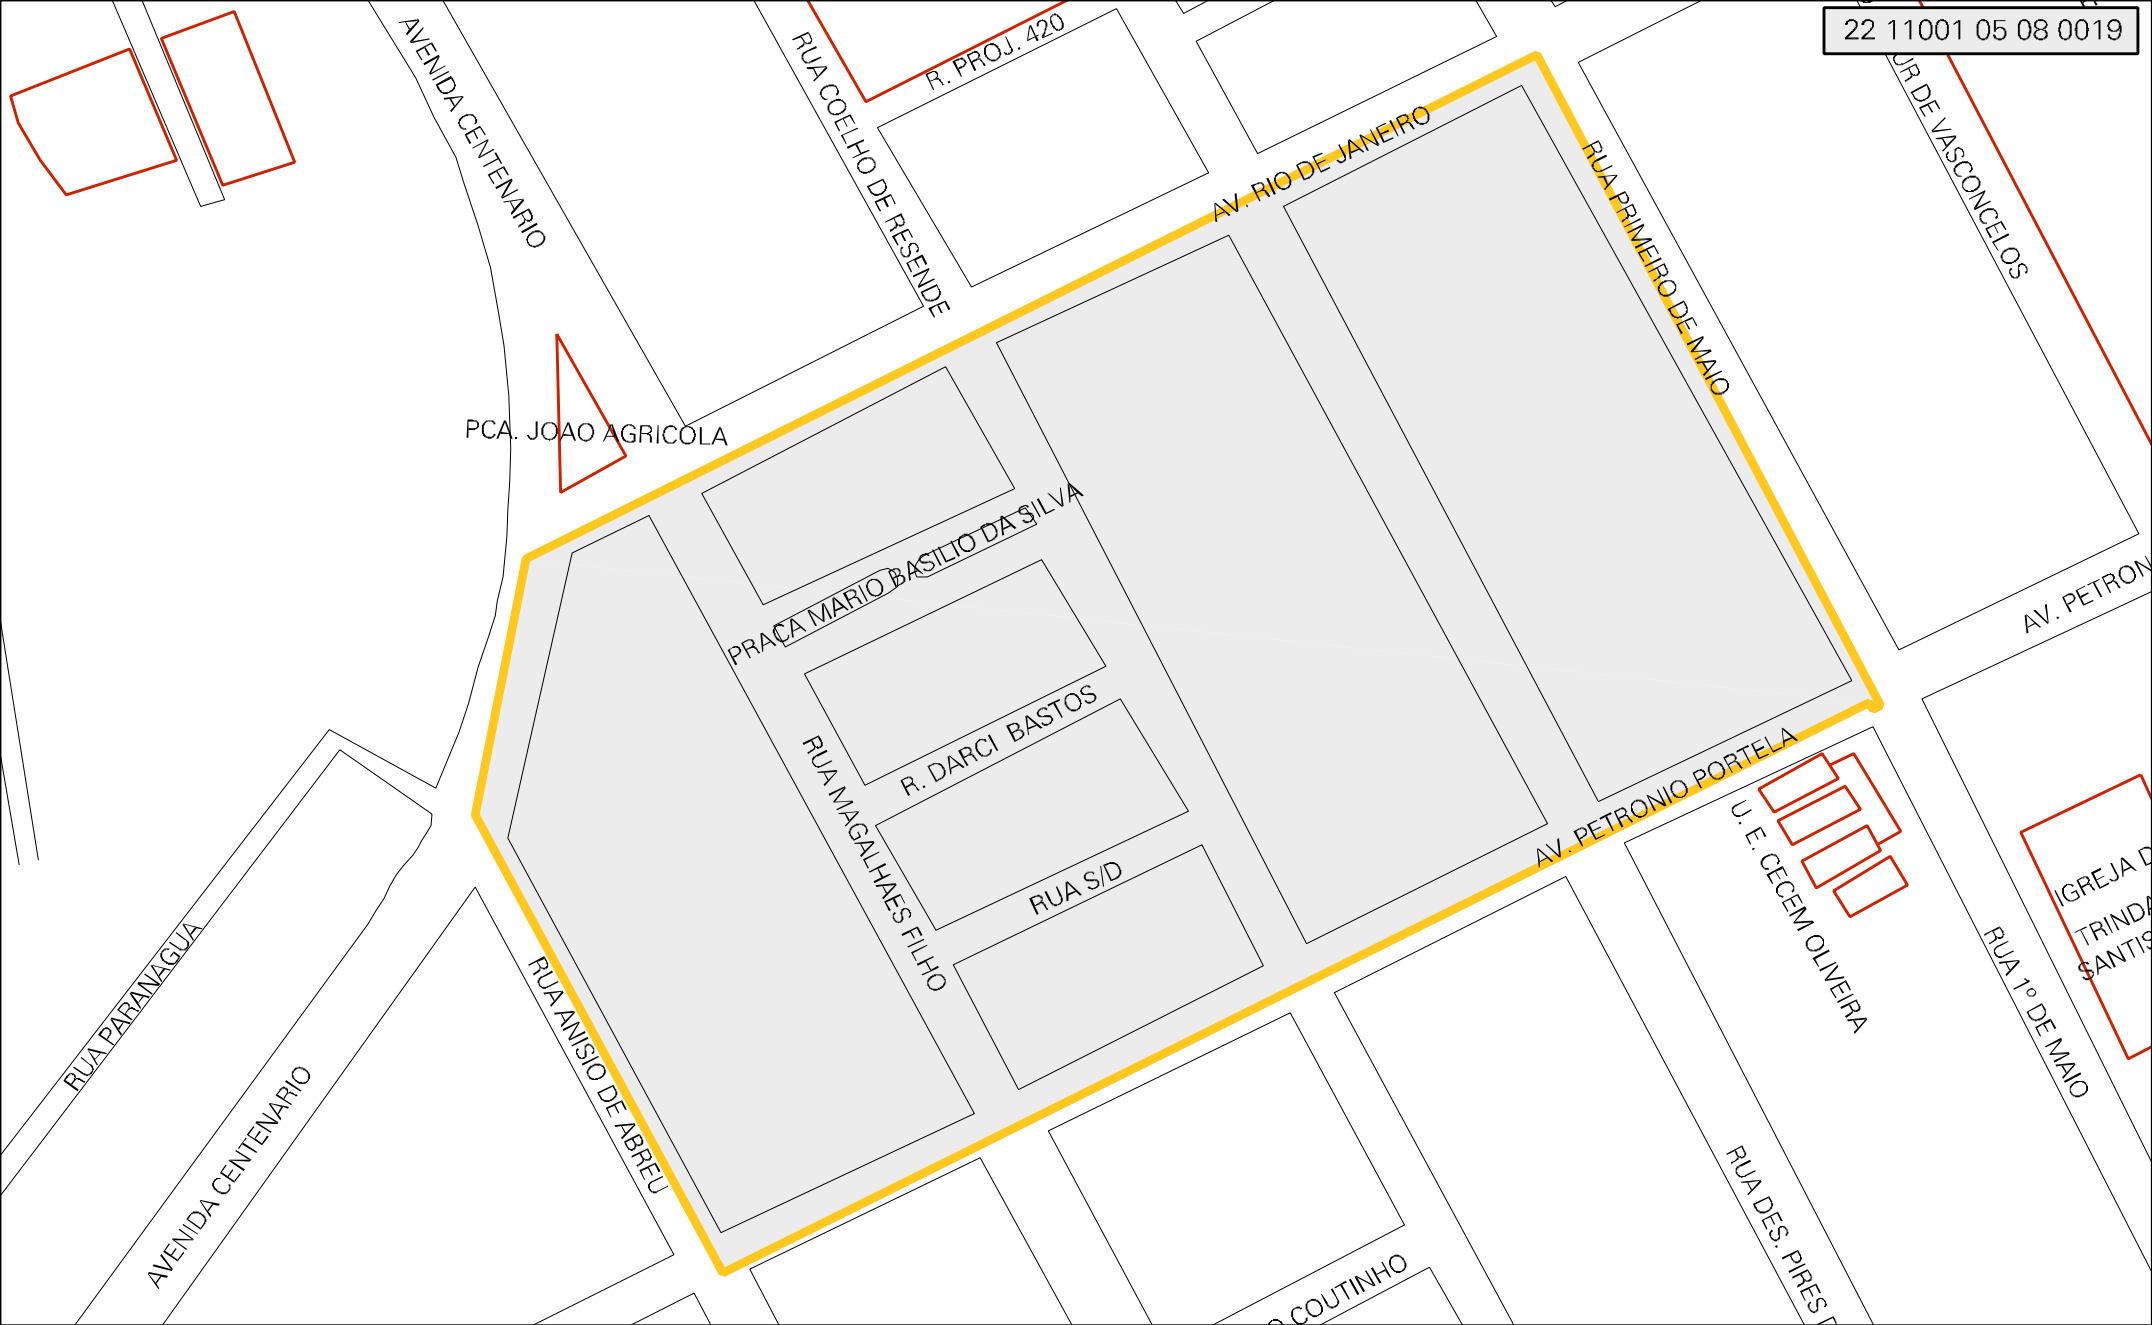 22 11001 05 08 0019
AVENIDA CENTENARIO
RUA COELHO DE RESENDE
R. PROJ. 420
AV. RIO DE JANEIRO
RUA PRIMEIRO DE MAIO
UR DE VASCONCELOS
PCA. JOAO AGRICOLA
PRACA MARIO BASILIO DA SILVA
AV. PETRON
R. DARCI BASTOS
RUA MAGALHAES FILHO
RUA S/D
AV. PETRONIO PORTELA
U. E. CECEM OLIVEIRA
IGREJA D
TRINDA
SANTIS
RUA 1º DE MAIO
RUA PARANAGUA
AVENIDA CENTENARIO
RUA ANISIO DE ABREU
RUA DES. PIRES D
O COUTINHO